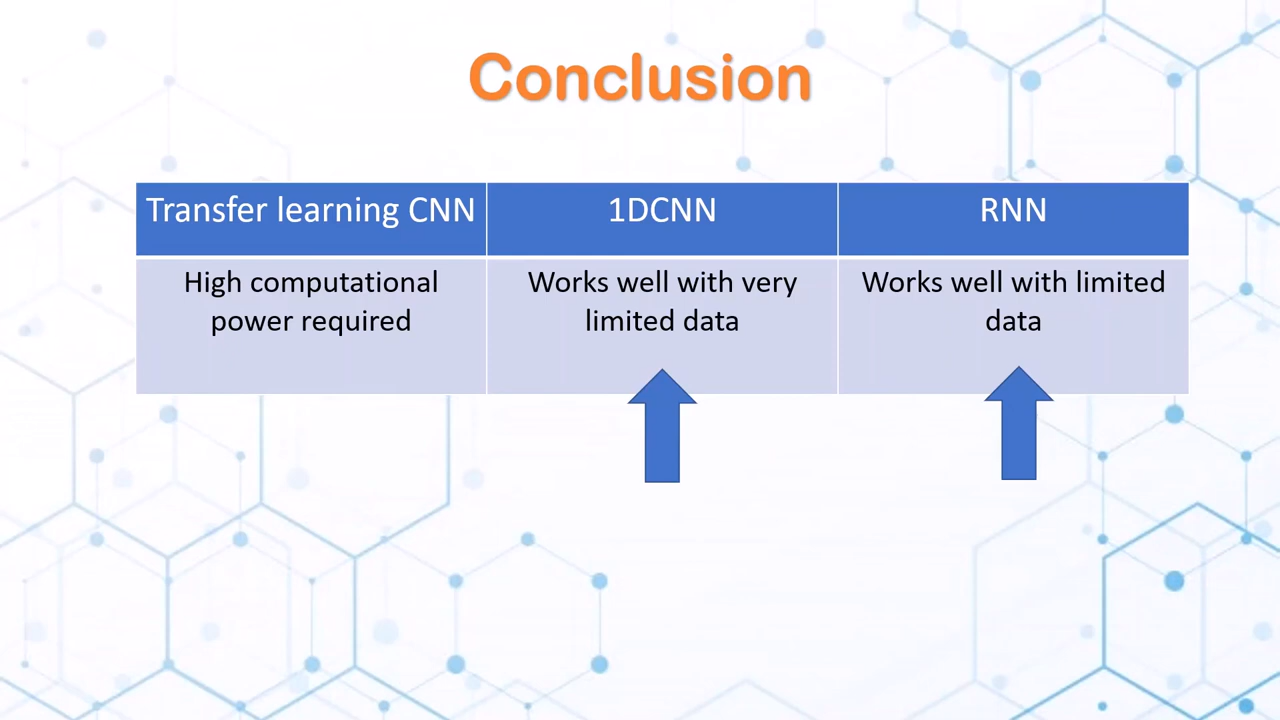 Conclusion
Transfer learning CNN
1DCNN
RNN
High computational
power required
Works well with very
limited data
Works well with limited
data